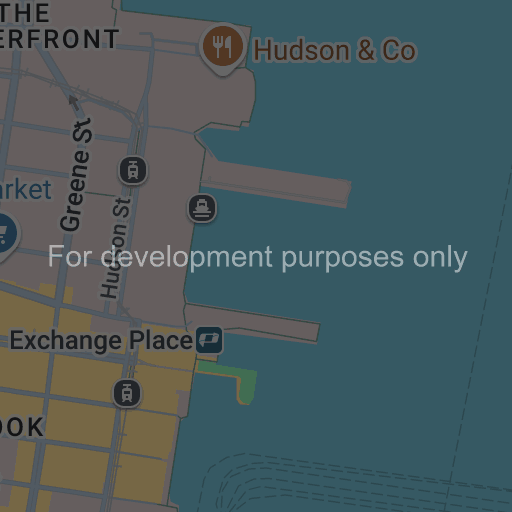 THE
ERFRONT
Hudson & Co
Greene St
arket
Hudson St
For development purposes only
Exchange Place
OOK